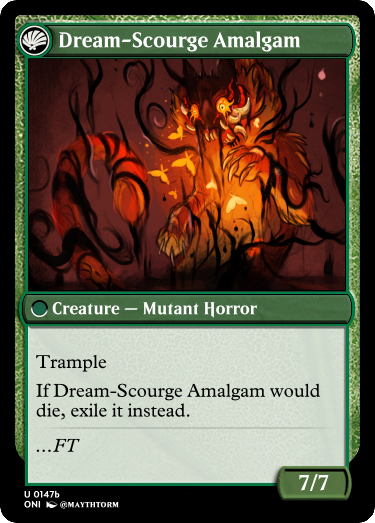 Dream-Scourge Amalgam
Creature — Mutant Horror
Trample
If Dream-Scourge Amalgam would
die, exile it instead.
...FT
7/7
U 0147b
ONI @MAYTHTORM